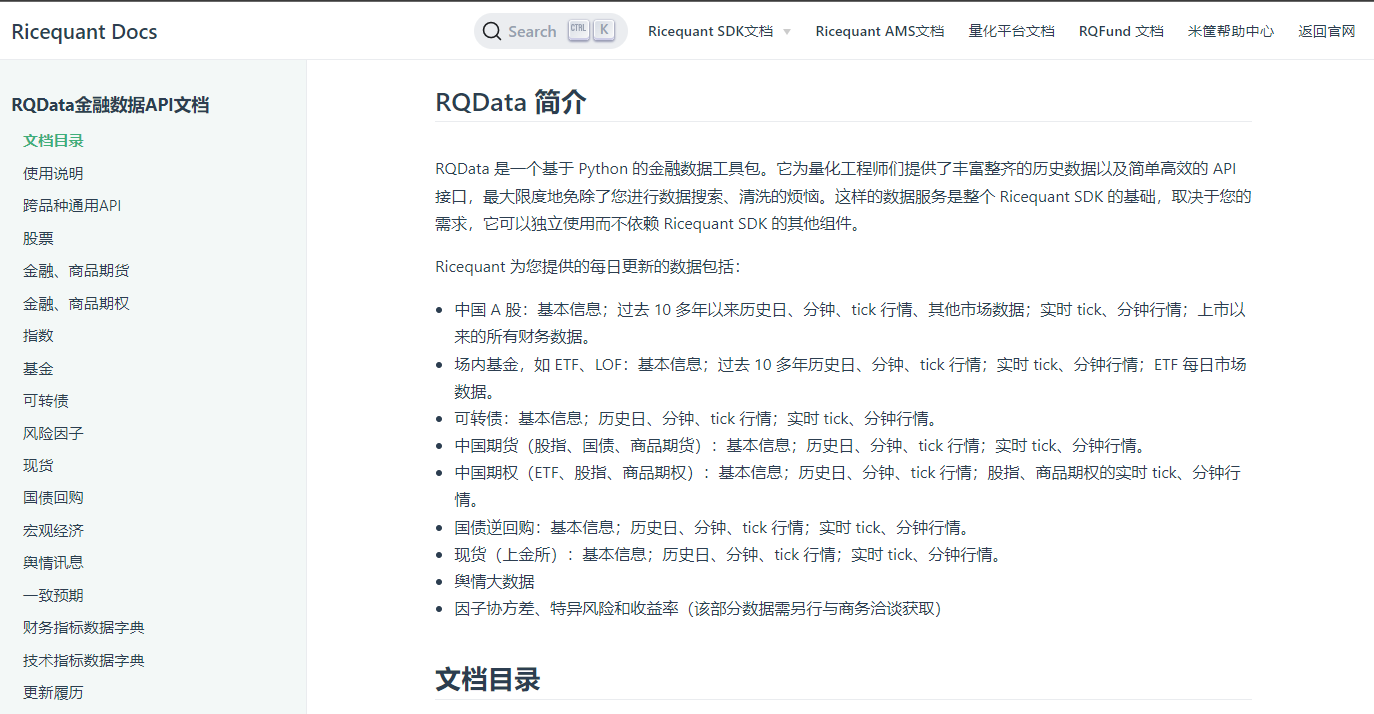 Ricequant Docs
Search CTRL K
Ricequant SDK文档
Ricequant AMS文档
量化平台文档
RQFund 文档
米筐帮助中心
返回官网
RQData金融数据API文档
文档目录
使用说明
跨品种通用API
股票
金融、商品期货
金融、商品期权
指数
基金
可转债
风险因子
现货
国债回购
宏观经济
舆情讯息
一致预期
财务指标数据字典
技术指标数据字典
更新履历
RQData 简介
RQData 是一个基于 Python 的金融数据工具包。它为量化工程师们提供了丰富整齐的历史数据以及简单高效的 API
接口，最大限度地免除了您进行数据搜索、清洗的烦恼。这样的数据服务是整个 Ricequant SDK 的基础，取决于您的
需求，它可以独立使用而不依赖 Ricequant SDK 的其他组件。
Ricequant 为您提供的每日更新的数据包括：
• 中国 A 股：基本信息；过去 10 多年以来历史日、分钟、tick 行情、其他市场数据；实时 tick、分钟行情；上市以
来的所有财务数据。
• 场内基金，如 ETF、LOF：基本信息；过去 10 多年历史日、分钟、tick 行情；实时 tick、分钟行情；ETF 每日市场
数据。
• 可转债：基本信息；历史日、分钟、tick 行情；实时 tick、分钟行情。
• 中国期货（股指、国债、商品期货）：基本信息；历史日、分钟、tick 行情；实时 tick、分钟行情。
• 中国期权（ETF、股指、商品期权）：基本信息；历史日、分钟、tick 行情；股指、商品期权的实时 tick、分钟行
情。
• 国债逆回购：基本信息；历史日、分钟、tick 行情；实时 tick、分钟行情。
• 现货（上金所）：基本信息；历史日、分钟、tick 行情；实时 tick、分钟行情。
• 舆情大数据
• 因子协方差、特异风险和收益率（该部分数据需另行与商务洽谈获取）
文档目录